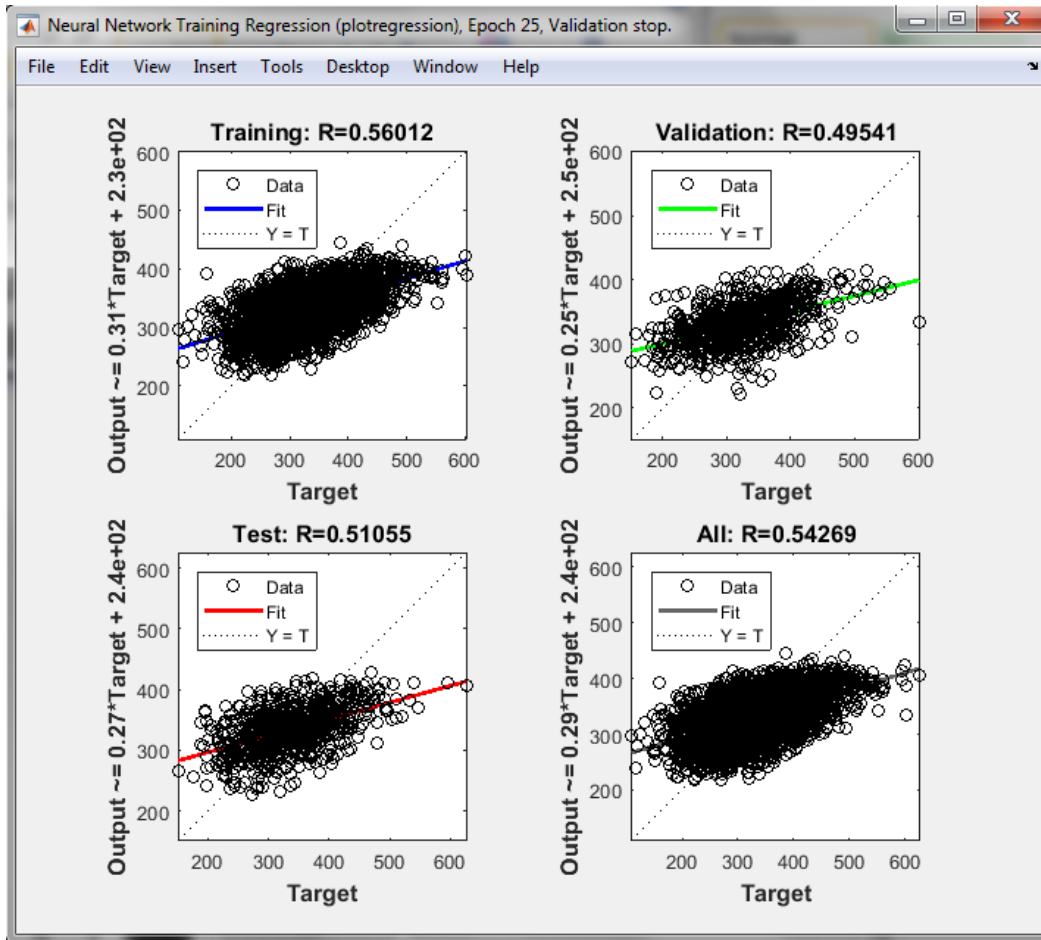 Neural Network Training Regression (plotregression), Epoch 25, Validation stop.
File Edit View Insert Tools Desktop Window Help
Training: R=0.56012
Output ~= 0.31*Target + 2.3e+02
600
500
400
300
200
Data
Fit
Y = T
200 300 400 500 600
Target
Validation: R=0.49541
Output ~= 0.25*Target + 2.5e+02
600
500
400
300
200
Data
Fit
Y = T
200 300 400 500 600
Target
Test: R=0.51055
Output ~= 0.27*Target + 2.4e+02
600
500
400
300
200
Data
Fit
Y = T
200 300 400 500 600
Target
All: R=0.54269
Output ~= 0.29*Target + 2.4e+02
600
500
400
300
200
Data
Fit
Y = T
200 300 400 500 600
Target